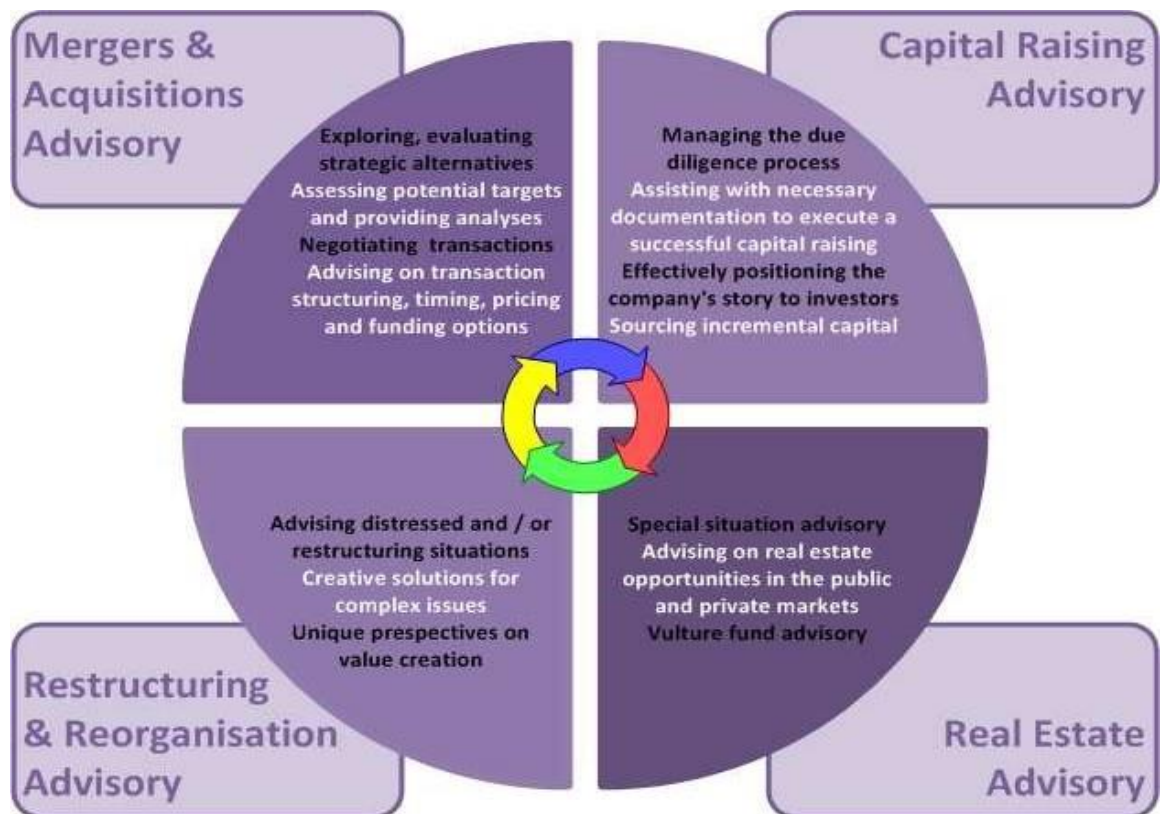 Mergers &
Acquisitions
Advisory
Exploring, evaluating
strategic alternatives
Assessing potential targets
and providing analyses
Negotiating transactions
Advising on transaction
structuring, timing, pricing
and funding options
Capital Raising
Advisory
Managing the due
diligence process
Assisting with necessary
documentation to execute a
successful capital raising
Effectively positioning the
company's story to investors
Sourcing incremental capital
Restructuring
& Reorganisation
Advisory
Advising distressed and / or
restructuring situations
Creative solutions for
complex issues
Unique prespectives on
value creation
Real Estate
Advisory
Special situation advisory
Advising on real estate
opportunities in the public
and private markets
Vulture fund advisory